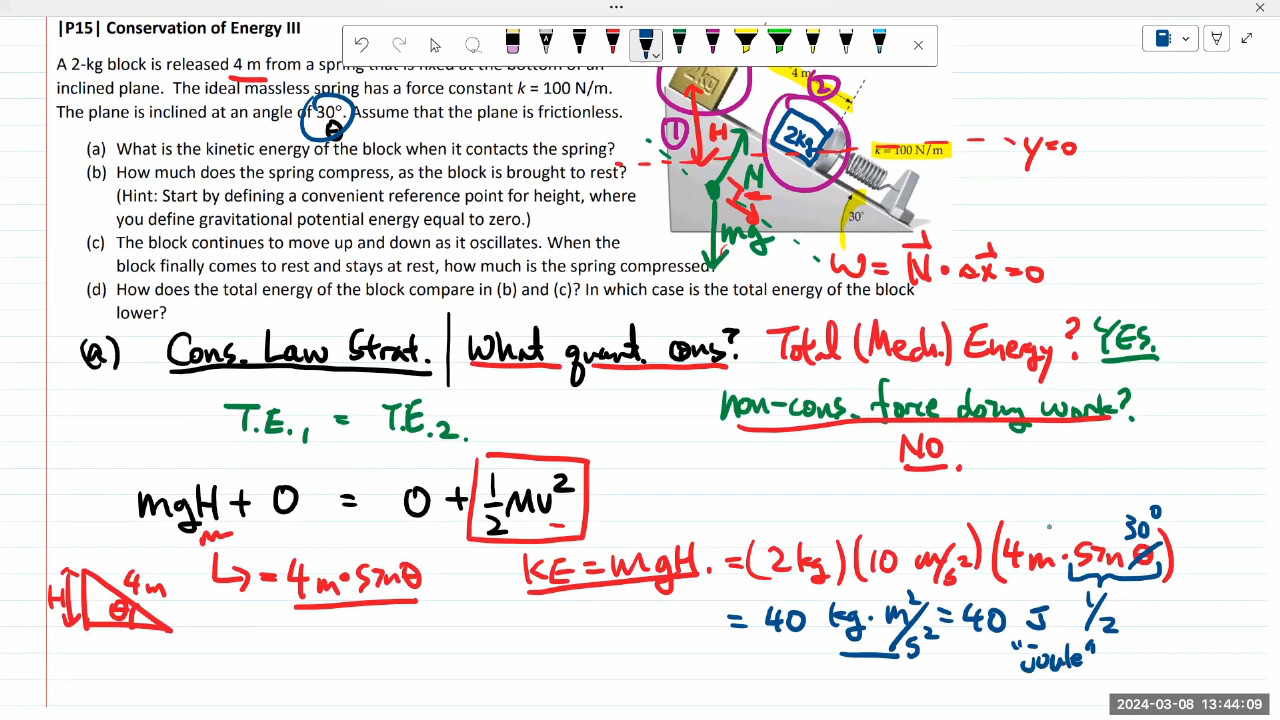 |P15| Conservation of Energy III
A 2-kg block is released 4 m from a spring that is fixed at the bottom of an
inclined plane. The ideal massless spring has a force constant k = 100 N/m.
The plane is inclined at an angle of 30°. Assume that the plane is frictionless.
θ
(a) What is the kinetic energy of the block when it contacts the spring?
(b) How much does the spring compress, as the block is brought to rest?
(Hint: Start by defining a convenient reference point for height, where
you define gravitational potential energy equal to zero.)
(c) The block continues to move up and down as it oscillates. When the
block finally comes to rest and stays at rest, how much is the spring compressed?
(d) How does the total energy of the block compare in (b) and (c)? In which case is the total energy of the block
lower?
2kg
4 m
2
1
H
2kg
k = 100 N/m
y=0
N
mg
30°
W = N · Δx = 0
(a) Cons. Law Strat. | What quant. cons? Total (Mech.) Energy? YES.
T.E.1 = T.E.2.
non-cons. force doing work?
NO.
mgH + 0 = 0 + 1/2 mv²
↳ = 4m·sinθ
H 4m θ
KE = mgH. = (2kg)(10 m/s²)(4m·sin θ)
30°
1/2
= 40 kg·m²/s² = 40 J
"joule"
2024-03-08 13:44:09